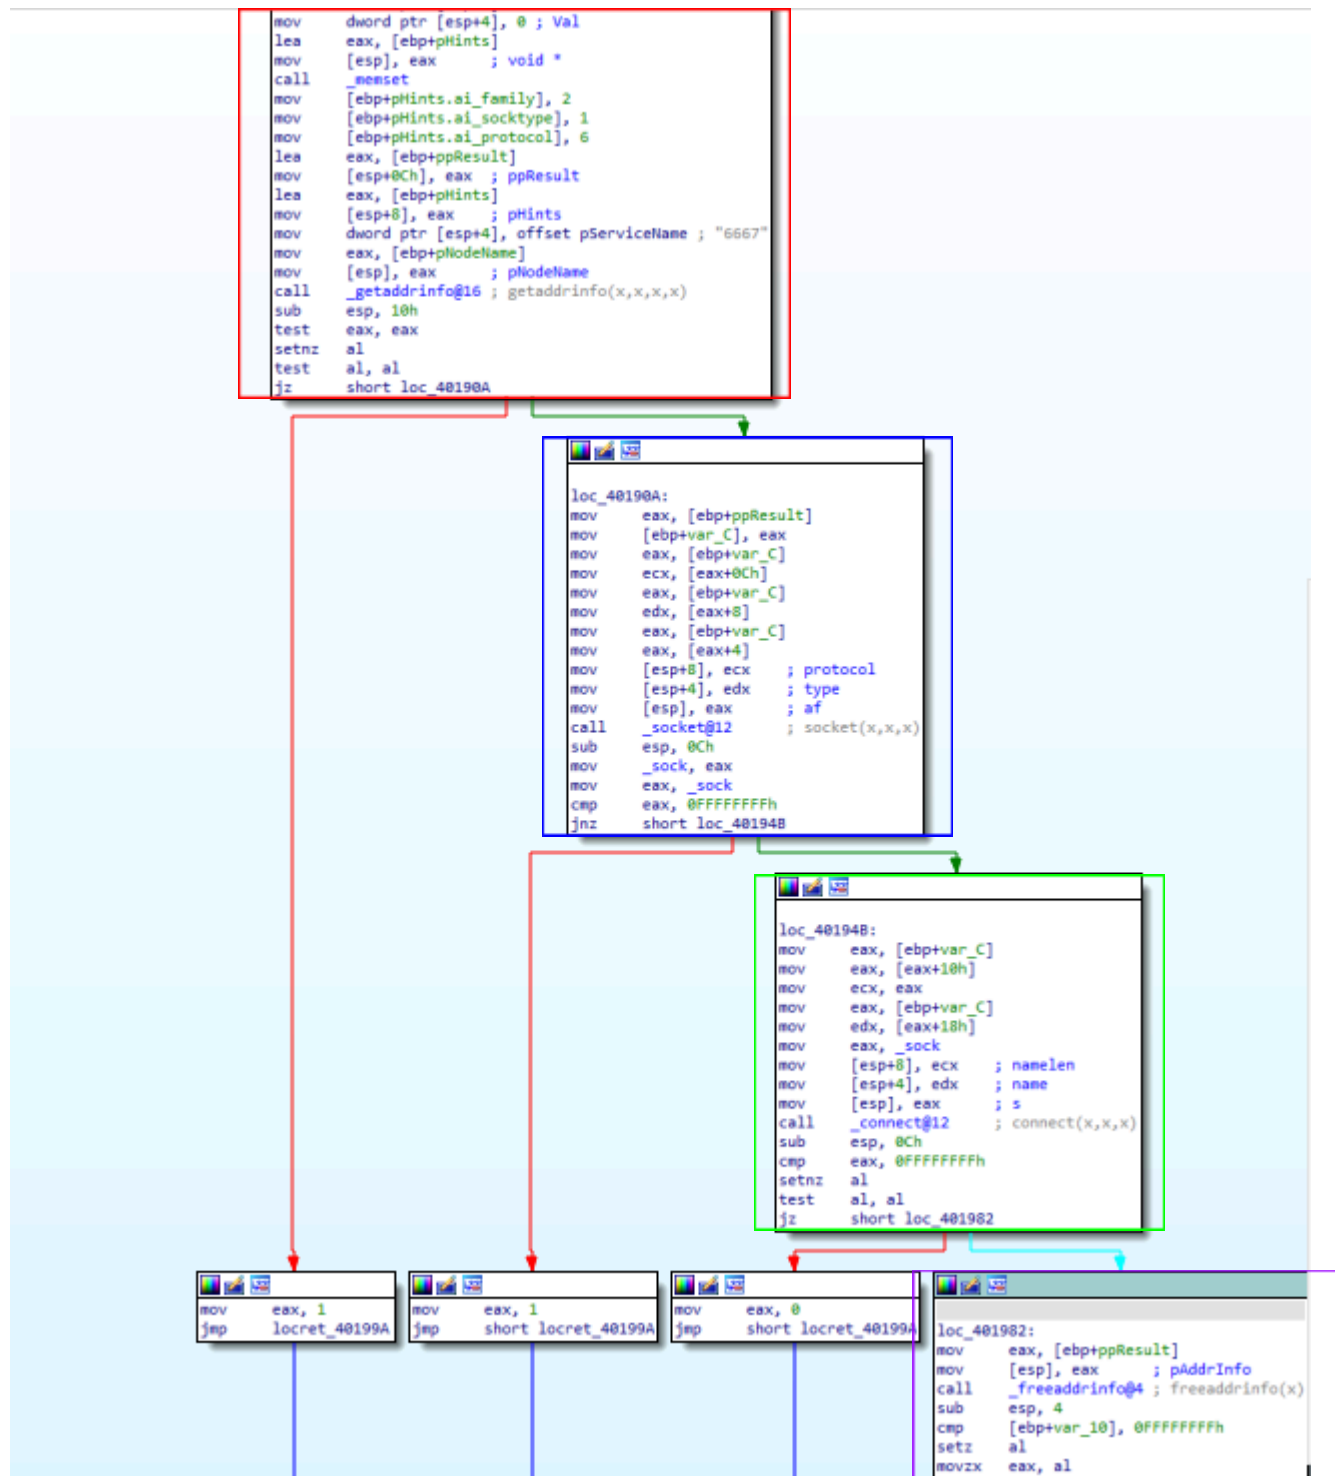 mov dword ptr [esp+4], 0 ; Val
lea eax, [ebp+pHints]
mov [esp], eax ; void *
call _memset
mov [ebp+pHints.ai_family], 2
mov [ebp+pHints.ai_socktype], 1
mov [ebp+pHints.ai_protocol], 6
lea eax, [ebp+ppResult]
mov [esp+0Ch], eax ; ppResult
lea eax, [ebp+pHints]
mov [esp+8], eax ; pHints
mov dword ptr [esp+4], offset pServiceName ; "6667"
mov eax, [ebp+pNodeName]
mov [esp], eax ; pNodeName
call _getaddrinfo@16 ; getaddrinfo(x,x,x,x)
sub esp, 10h
test eax, eax
setnz al
test al, al
jz short loc_40190A
loc_40190A:
mov eax, [ebp+ppResult]
mov [ebp+var_C], eax
mov eax, [ebp+var_C]
mov ecx, [eax+0Ch]
mov eax, [ebp+var_C]
mov edx, [eax+8]
mov eax, [ebp+var_C]
mov eax, [eax+4]
mov [esp+8], ecx ; protocol
mov [esp+4], edx ; type
mov [esp], eax ; af
call _socket@12 ; socket(x,x,x)
sub esp, 0Ch
mov _sock, eax
mov eax, _sock
cmp eax, 0FFFFFFFFh
jnz short loc_40194B
loc_40194B:
mov eax, [ebp+var_C]
mov eax, [eax+10h]
mov ecx, eax
mov eax, [ebp+var_C]
mov edx, [eax+18h]
mov eax, _sock
mov [esp+8], ecx ; namelen
mov [esp+4], edx ; name
mov [esp], eax ; s
call _connect@12 ; connect(x,x,x)
sub esp, 0Ch
cmp eax, 0FFFFFFFFh
setnz al
test al, al
jz short loc_401982
mov eax, 1
jmp locret_40199A
mov eax, 1
jmp short locret_40199A
mov eax, 0
jmp short locret_40199A
loc_401982:
mov eax, [ebp+ppResult]
mov [esp], eax ; pAddrInfo
call _freeaddrinfo@4 ; freeaddrinfo(x)
sub esp, 4
cmp [ebp+var_10], 0FFFFFFFFh
setz al
movzx eax, al